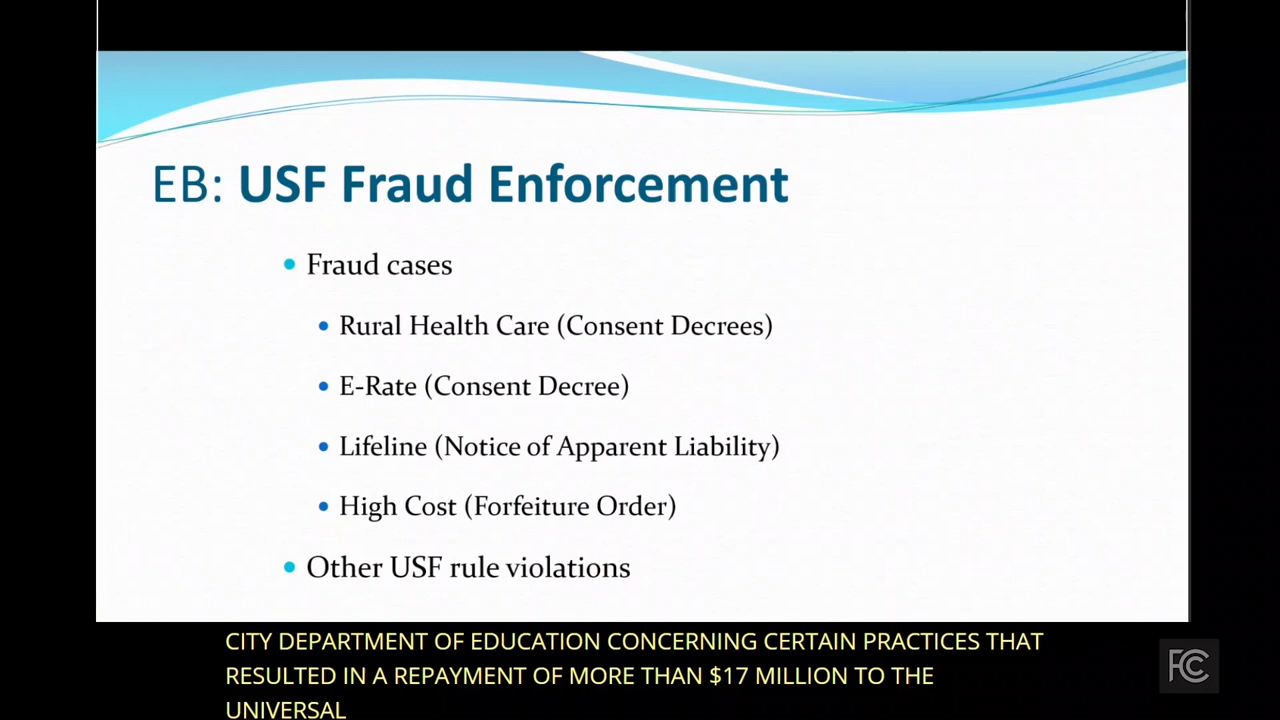 EB: USF Fraud Enforcement
Fraud cases
Rural Health Care (Consent Decrees)
E-Rate (Consent Decree)
Lifeline (Notice of Apparent Liability)
High Cost (Forfeiture Order)
Other USF rule violations
CITY DEPARTMENT OF EDUCATION CONCERNING CERTAIN PRACTICES THAT
RESULTED IN A REPAYMENT OF MORE THAN $17 MILLION TO THE
UNIVERSAL
FCC